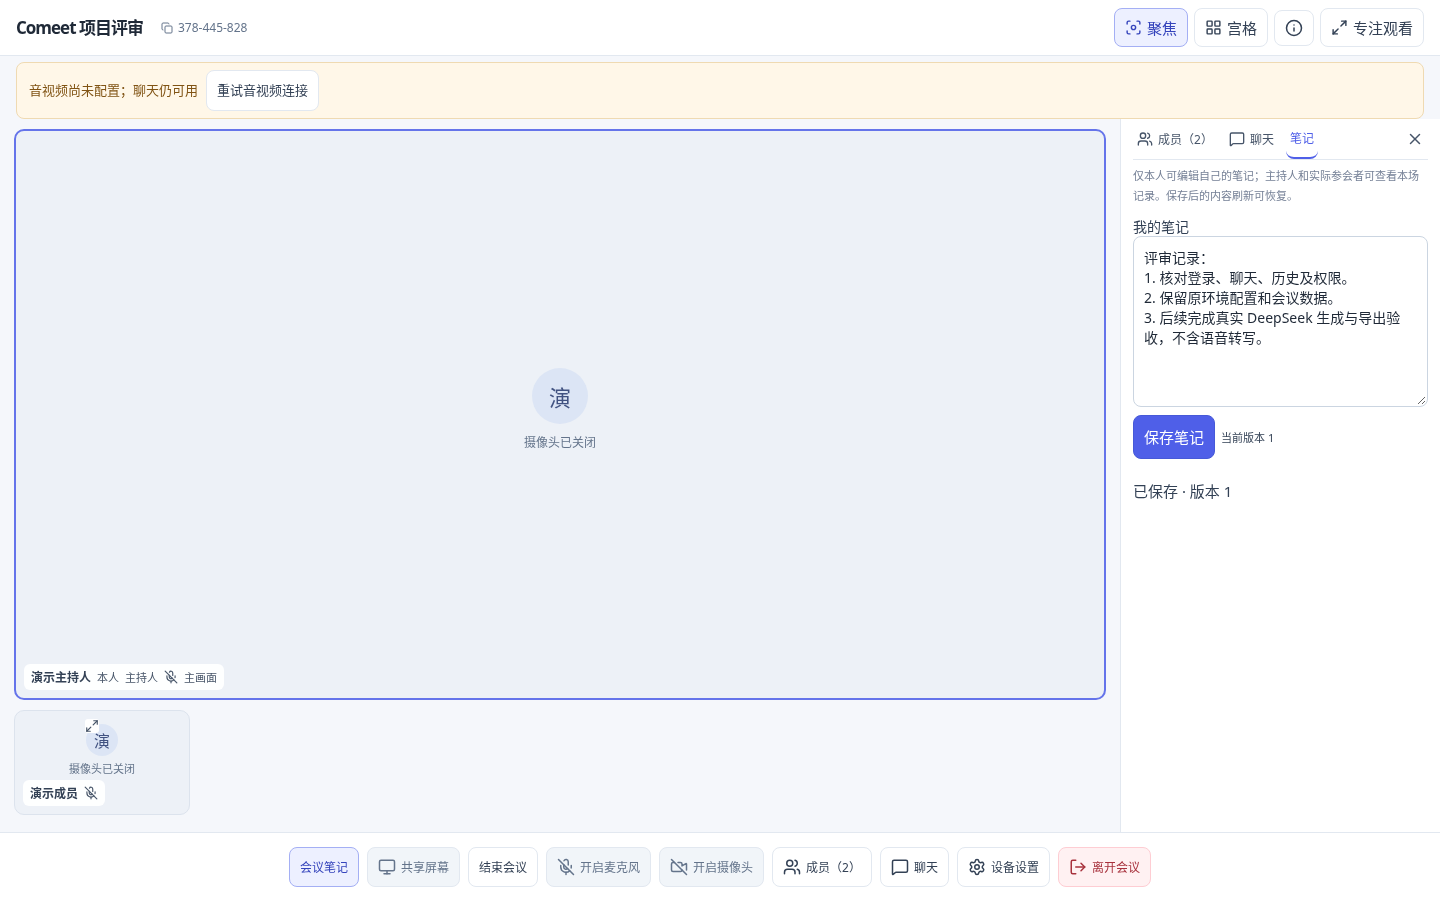 Comeet 项目评审
378-445-828
聚焦
宫格
专注观看
音视频尚未配置；聊天仍可用
重试音视频连接
演
摄像头已关闭
演示主持人 本人 主持人 主画面
演
摄像头已关闭
演示成员
成员（2）
聊天
笔记
仅本人可编辑自己的笔记；主持人和实际参会者可查看本场
记录。保存后的内容刷新可恢复。
我的笔记
评审记录：
1. 核对登录、聊天、历史及权限。
2. 保留原环境配置和会议数据。
3. 后续完成真实 DeepSeek 生成与导出验
收，不含语音转写。
保存笔记
当前版本 1
已保存 · 版本 1
会议笔记
共享屏幕
结束会议
开启麦克风
开启摄像头
成员（2）
聊天
设备设置
离开会议